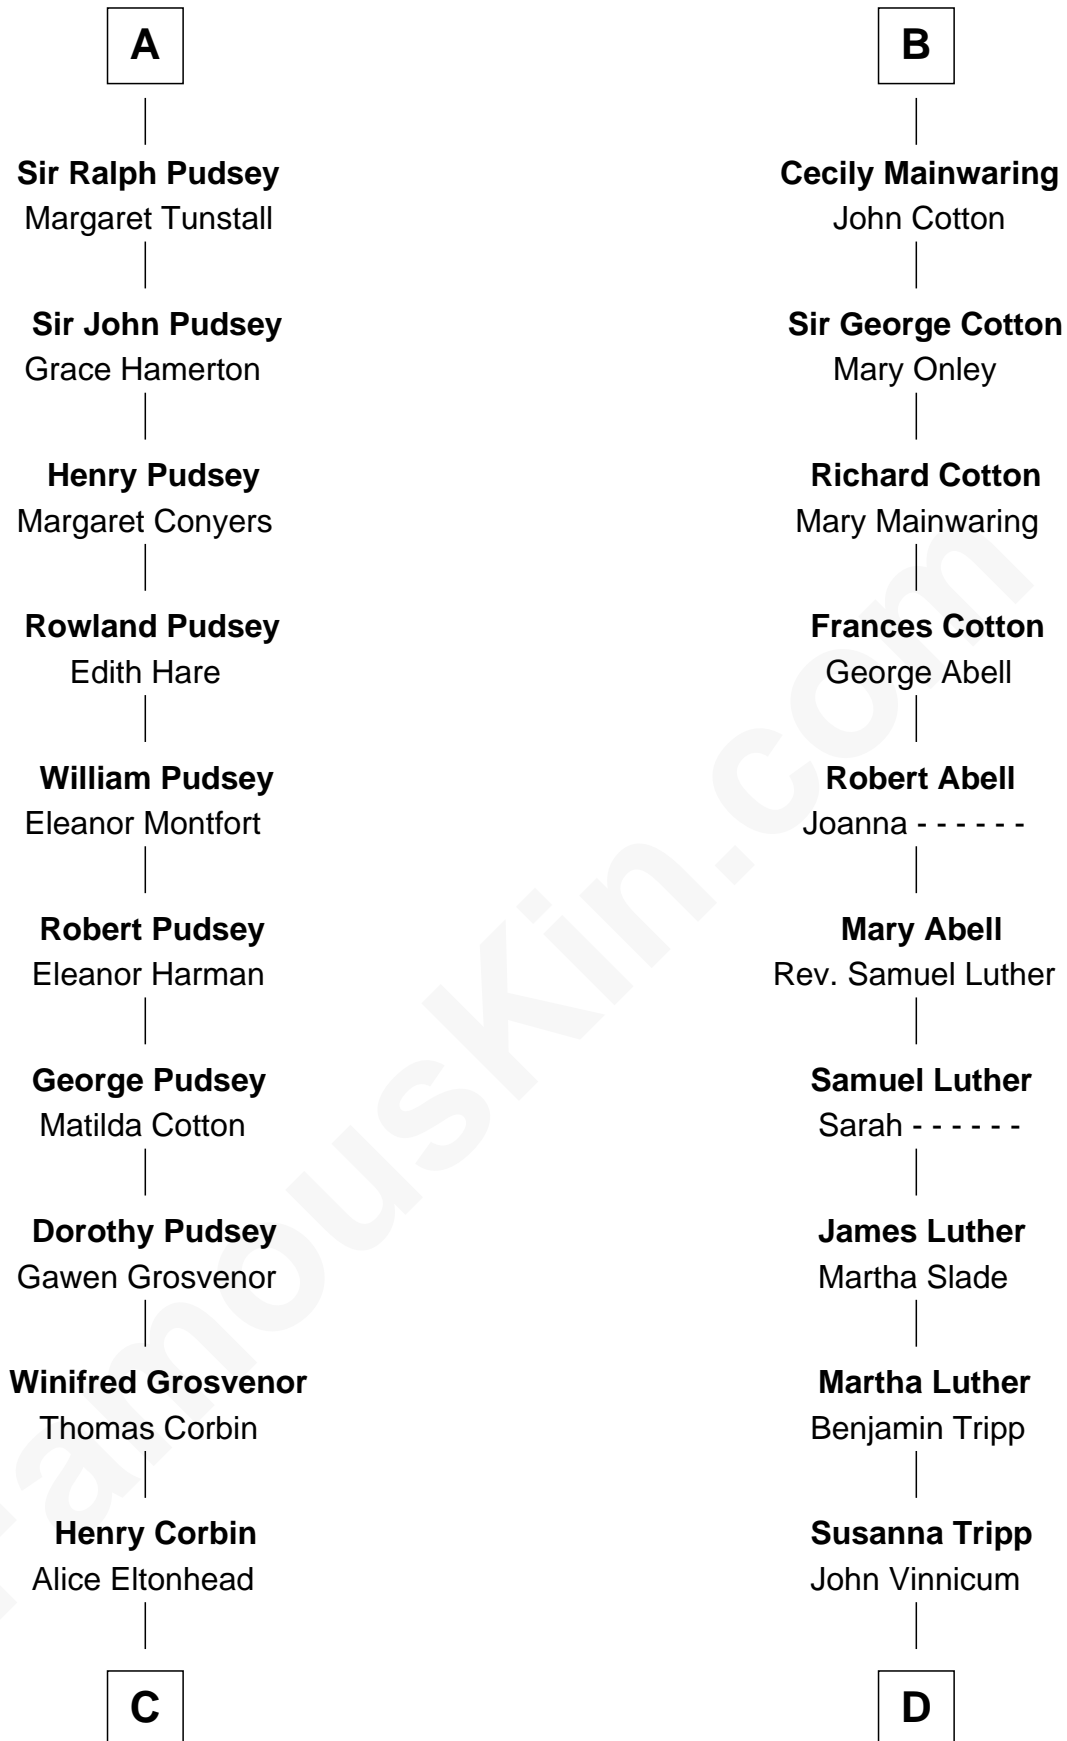 A
Sir Ralph Pudsey
Margaret Tunstall
Sir John Pudsey
Grace Hamerton
Henry Pudsey
Margaret Conyers
Rowland Pudsey
Edith Hare
William Pudsey
Eleanor Montfort
Robert Pudsey
Eleanor Harman
George Pudsey
Matilda Cotton
Dorothy Pudsey
Gawen Grosvenor
Winifred Grosvenor
Thomas Corbin
Henry Corbin
Alice Eltonhead
C
B
Cecily Mainwaring
John Cotton
Sir George Cotton
Mary Onley
Richard Cotton
Mary Mainwaring
Frances Cotton
George Abell
Robert Abell
Joanna - - - - - -
Mary Abell
Rev. Samuel Luther
Samuel Luther
Sarah - - - - - -
James Luther
Martha Slade
Martha Luther
Benjamin Tripp
Susanna Tripp
John Vinnicum
D
FamousKin.com